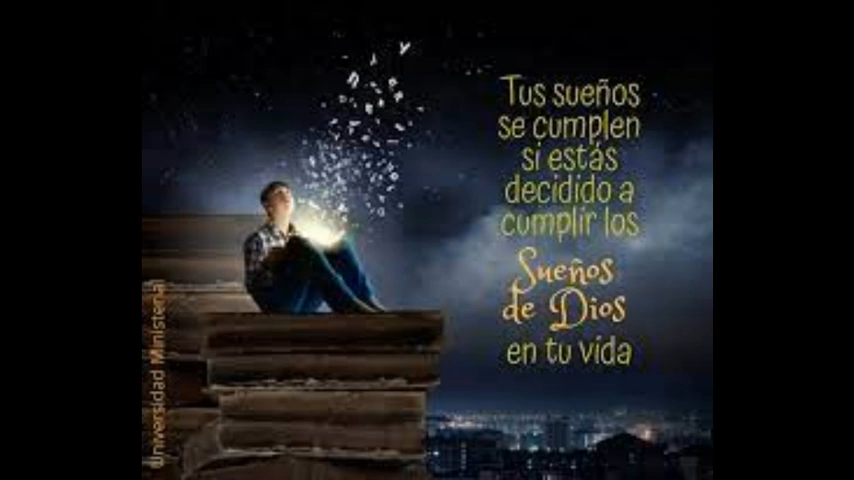 Tus sueños
se cumplen
si estás
decidido a
cumplir los
Sueños
de Dios
en tu vida
Universidad Ministerial